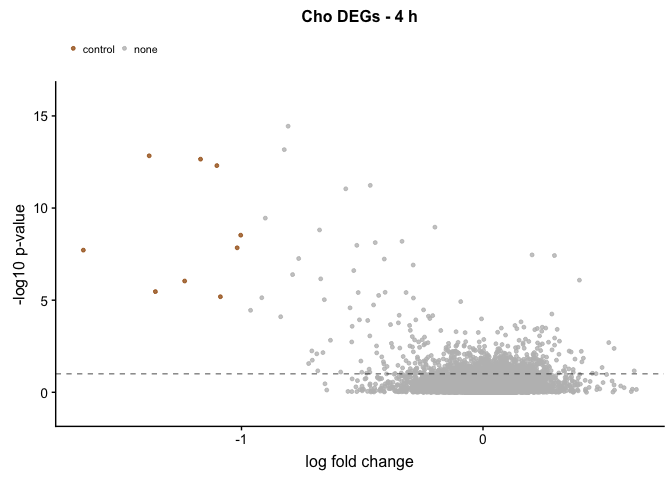 Cho DEGs - 4 h
control none
15
10
5
0
-log10 p-value
-1 0
log fold change